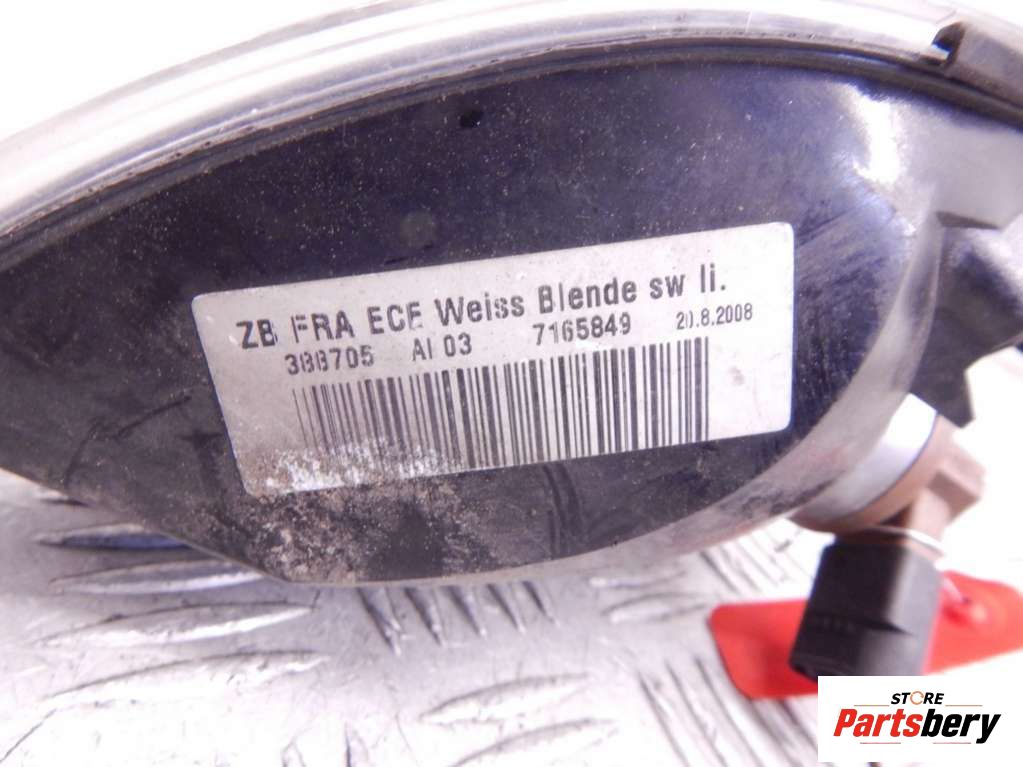 ZB FRA ECE Weiss Blende sw li.
388705 AI 03 7165849 20.8.2008
STORE
Partsbery